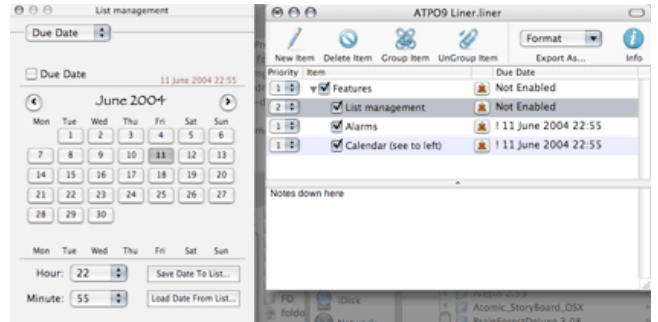 List management
Due Date
Due Date
11 June 2004 22:55
June 2004
Mon Tue Wed Thu Fri Sat Sun
1 2 3 4 5 6
7 8 9 10 11 12 13
14 15 16 17 18 19 20
21 22 23 24 25 26 27
28 29 30
Mon Tue Wed Thu Fri Sat Sun
Hour: 22 Save Date To List...
Minute: 55 Load Date From List...
ATPO9 Liner.liner
Format
New Item Delete Item Group Item UnGroup Item Export As... Info
Priority Item Due Date
1 Features Not Enabled
2 List management Not Enabled
1 Alarms ! 11 June 2004 22:55
1 Calendar (see to left) ! 11 June 2004 22:55
Notes down here
FO iDisk
foldo Network
Atomic_StoryBoard_OSX